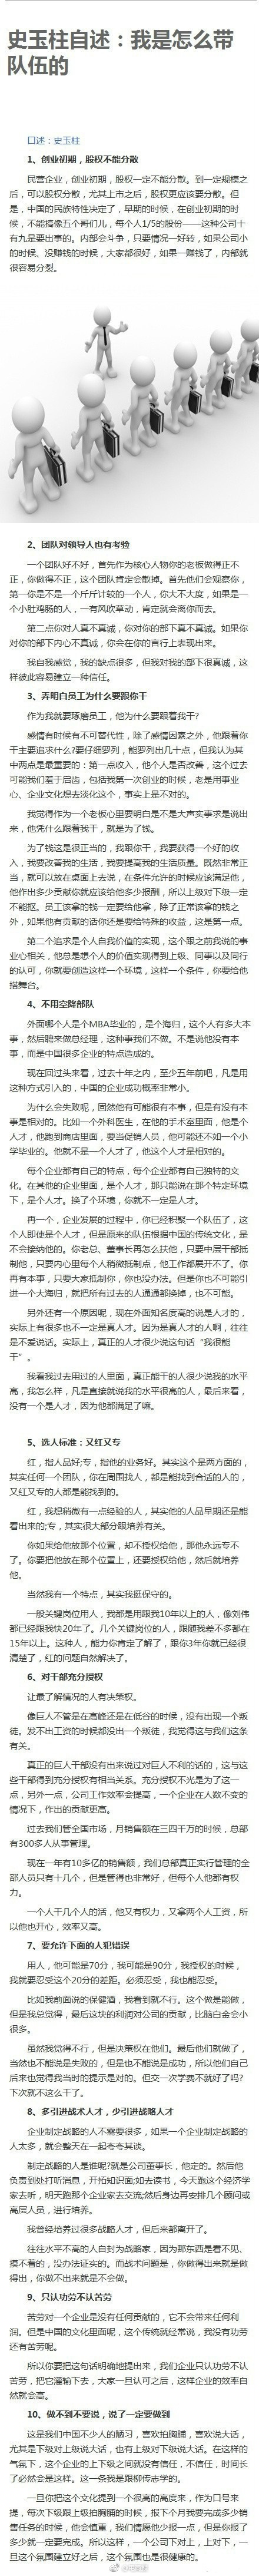 史玉柱自述：我是怎么带
队伍的
口述：史玉柱
1、创业初期，股权不能分散
民营企业，创业初期，股权一定不能分散。到一定规模之
后，可以股权分散，尤其上市之后，股权更应该要分散。但
是，中国的民族特性决定了，早期的时候，在创业初期的时
候，不能搞像五个哥们儿，每个人1/5的股份——这种公司十
有九是要出事的。内部会斗争，只要情况一好转，如果公司小
的时候、没赚钱的时候，大家都很好，如果一赚钱了，内部就
很容易分裂。
2、团队对领导人也有考验
一个团队好不好，首先作为核心人物你的老板做得正不
正，你做得不正，这个团队肯定会散掉。首先他们会观察你，
第一你是不是一个斤斤计较的一个人，你大不大度，如果是一
个小肚鸡肠的人，一有风吹草动，肯定就会离你而去。
第二点你对人真不真诚，你对你的部下真不真诚。如果你
对你的部下内心不真诚，你会在你的言行上表现出来。
我自我感觉，我的缺点很多，但我对我的部下很真诚，这
样彼此容易建立一种信任。
3、弄明白员工为什么要跟你干
作为我就要琢磨员工，他为什么要跟着我干?
感情有时候有不可替代性，除了感情因素之外，他跟着你
干主要追求什么?要仔细罗列，能罗列出几十点，但我认为其
中两点是最重要的：第一点收入，他个人是否改善，这个过去
可能我们羞于启齿，包括我第一次创业的时候，老是用事业
心、企业文化想去淡化这个，事实上是不对的。
我觉得作为一个老板心里要明白是不是大声实事求是说出
来，他凭什么跟着我干，就是为了钱。
为了钱这是很正当的，我跟你干，我要获得一个好的收
入，我要改善我的生活，我要提高我的生活质量。既然非常正
当，就可以放在桌面上去说，在条件允许的时候应该满足他，
他作出多少贡献你就应该给他多少报酬，所以上级对下级一定
不能抠。员工该拿的钱一定要给他拿，除了正常该拿的钱之
外，如果他有贡献的话你还是要给特殊的收益，这是第一点。
第二个追求是个人自我价值的实现，这个跟之前我说的事
业心相关，他总是想个人的价值实现得到上级、同事以及同行
的认可，你就要创造这样一个环境，这样一个条件，你要给他
搭舞台。
4、不用空降部队
外面哪个人是个MBA毕业的，是个海归，这个人有多大本
事，然后聘来做总经理，这种事我们不做。不是说他没有本
事，而是中国很多企业的特点造成的。
现在回过头来看，过去十年之内，至少五年前吧，凡是用
这种方式引入的，中国的企业成功概率非常小。
为什么会失败呢，固然他有可能很有本事，但是有没有本
事是相对的。比如一个外科医生，在他的手术室里面，他是个
人才，他跑到商店里面，要当促销人员，他可能还不如一个小
学毕业的。他就不是一个人才了，他这个人才是相对的。
每个企业都有自己的特点，每个企业都有自己独特的文
化。在其他的企业里面，是个人才，那只能说在那个特定环境
下，是个人才。换了个环境，你就不一定是人才。
再一个，企业发展的过程中，你已经积聚一个队伍了，这
个人即使是个人才，但是原来的队伍根据中国的传统文化，是
不会接纳他的。你老总、董事长再怎么扶他，只要中层干部抵
制他，只要内心里每个人稍微抵制点，他工作都展开不了。你
再有本事，只要大家抵制你，你也没办法。但是你也不可能引
进一个大海归，就把所有过去的人通通都换掉，也不可能。
另外还有一个原因呢，现在外面知名度高的说是人才的，
实际上有很多也不一定是真人才。因为是真人才的人啊，往往
是不爱说话。实际上，真正的人才很少说这句话“我很能
干”。
我看我过去用过的人里面，真正能干的人很少说我的水平
高，我怎么样，凡是直接就说我的水平很高的人，最后来看，
没有一个是人才，因为他都满足了嘛。
5、选人标准：又红又专
红，指人品好;专，指他的业务好。其实这个是两方面的，
其实任何一个团队，你在周围找人，都是能找到合适的人的，
又红又专的人都是能找到的。
红，我想稍微有一点经验的人，其实他的人品早期还是能
看出来的;专，其实很大部分跟培养有关。
你如果给他放那个位置，却不授权给他，那他永远专不
了。你要把他放在那个位置上，还要授权给他，然后就培养
他。
当然我有一个特点，其实我挺保守的。
一般关键岗位用人，我都是用跟我10年以上的人，像刘伟
都已经跟我快20年了。几个关键岗位的人，跟随我差不多都在
15年以上。这种人，能力你肯定了解了，跟你3年你就已经很
清楚了，红的问题自然解决了。
6、对干部充分授权
让最了解情况的人有决策权。
像巨人不管是在高峰还是在低谷的时候，没有出现一个叛
徒。发不出工资的时候都没出一个叛徒，我觉得这与我们这条
有关。
真正的巨人干部没有出来说过对巨人不利的话的，这与这
些干部得到充分授权有相当关系。充分授权不光是为了这一
点，另外一点，公司工作效率会提高，一个企业在人数不变的
情况下，作出的贡献更高。
过去我们管全国市场，月销售额在三四千万的时候，总部
有300多人从事管理。
现在一年有10多亿的销售额，我们总部真正实行管理的全
部人员只有十几个，但是管得也非常好，但每个人他都有权
力。
一个人干几个人的活，他又有权力，又拿两个人工资，所
以他也开心，效率又高。
7、要允许下面的人犯错误
用人，他可能是70分，我可能是90分，我授权的时候，
我就要忍受这个20分的差距。必须忍受，我也能忍受。
比如我前面说的保健酒，我看到就不行。这个做是能做，
但是我总觉得，最后这块的利润对公司的贡献，比脑白金会小
很多。
虽然我觉得不行，但是决策权在他们。最后他们就做了，
当然也不能说是失败的，但是也不能说是成功，所以他们自己
后来也觉得我当时的提示是对的。但交一次学费不就好了吗?
下次就不这么干了。
8、多引进战术人才，少引进战略人才
企业制定战略的人不需要很多，如果一个企业制定战略的
人太多，就会整天在一起夸夸其谈。
制定战略的人是谁呢?就是公司董事长，他定的。然后他
负责到处打听消息，开拓知识面;如去读书，今天跑这个经济学
家去听，明天跑那个企业家去交流;然后身边再安排几个顾问或
高层人员，进行培养。
我曾经培养过很多战略人才，但后来都离开了。
往往水平不高的人自封为战略家，因为那东西是看不见、
摸不着的，没办法证实的。而战术问题是，你做得出来就是做
得出，你做不出来就是不会做。
9、只认功劳不认苦劳
苦劳对一个企业是没有任何贡献的，它不会带来任何利
润。但是中国的文化里面呢，这个传统就经常说，我没有功劳
还有苦劳呢。
所以你要把这句话明确地提出来，我们企业只认功劳不认
苦劳，把它灌输下去，大家一旦认可之后，这样企业的效率自
然就会高。
10、做不到不要说，说了一定要做到
这是我们中国不少人的陋习，喜欢拍胸脯，喜欢说大话，
尤其是下级对上级说大话，也有上级对下级说大话。在这样的
气氛下，这个企业的上下级之间就没有信任，不信任，时间长
了必然会是这样。这一条我是跟柳传志学的。
一旦你把这个文化提到一个很高的高度来，作为口号来
提，每次下级跟上级拍胸脯的时候，报下个月我要完成多少销
售任务的时候，他会慎重，我们情愿他少报一点，但是你报了
多少就一定要完成。所以这样，一个公司下对上，上对下，一
旦这个氛围建立好之后，这个氛围也是很健康的。